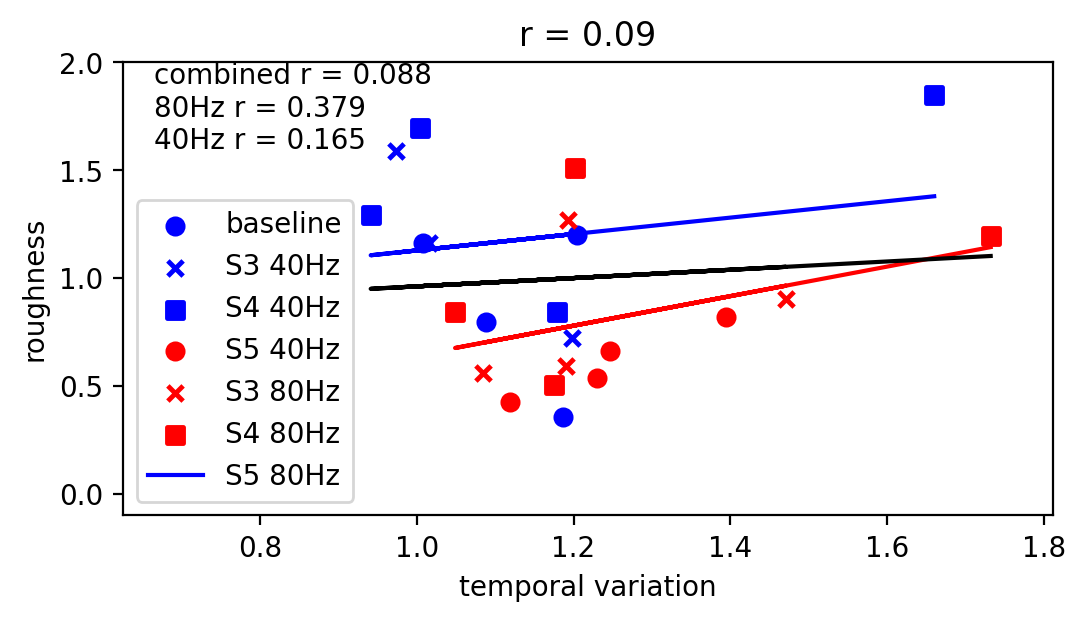 r = 0.09
combined r = 0.088
80Hz r = 0.379
40Hz r = 0.165
baseline
S3 40Hz
S4 40Hz
S5 40Hz
S3 80Hz
S4 80Hz
S5 80Hz
2.0
1.5
1.0
0.5
0.0
roughness
0.8 1.0 1.2 1.4 1.6 1.8
temporal variation